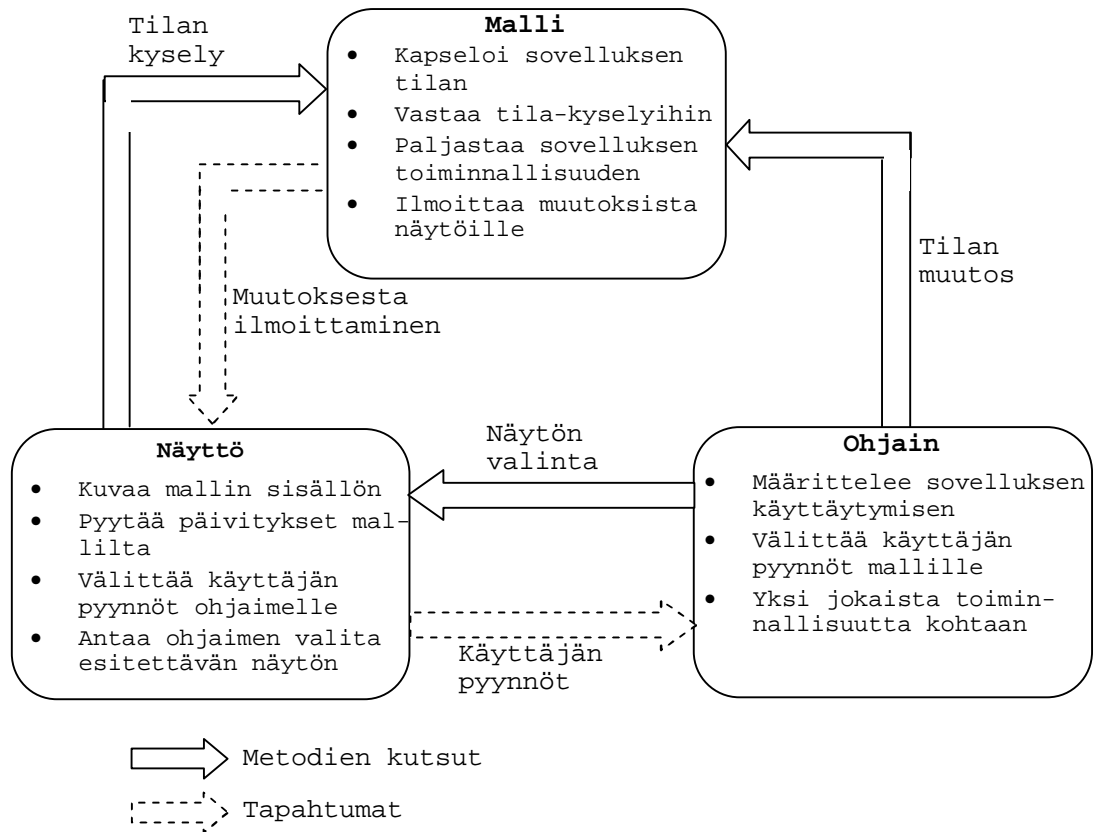 Tilan
kysely
Malli
• Kapseloi sovelluksen
tilan
• Vastaa tila-kyselyihin
• Paljastaa sovelluksen
toiminnallisuuden
• Ilmoittaa muutoksista
näytöille
Tilan
muutos
Muutoksesta
ilmoittaminen
Näyttö
• Kuvaa mallin sisällön
• Pyytää päivitykset mal-
lilta
• Välittää käyttäjän
pyynnöt ohjaimelle
• Antaa ohjaimen valita
esitettävän näytön
Näytön
valinta
Ohjain
• Määrittelee sovelluksen
käyttäytymisen
• Välittää käyttäjän
pyynnöt mallille
• Yksi jokaista toimin-
nallisuutta kohtaan
Käyttäjän
pyynnöt
Metodien kutsut
Tapahtumat